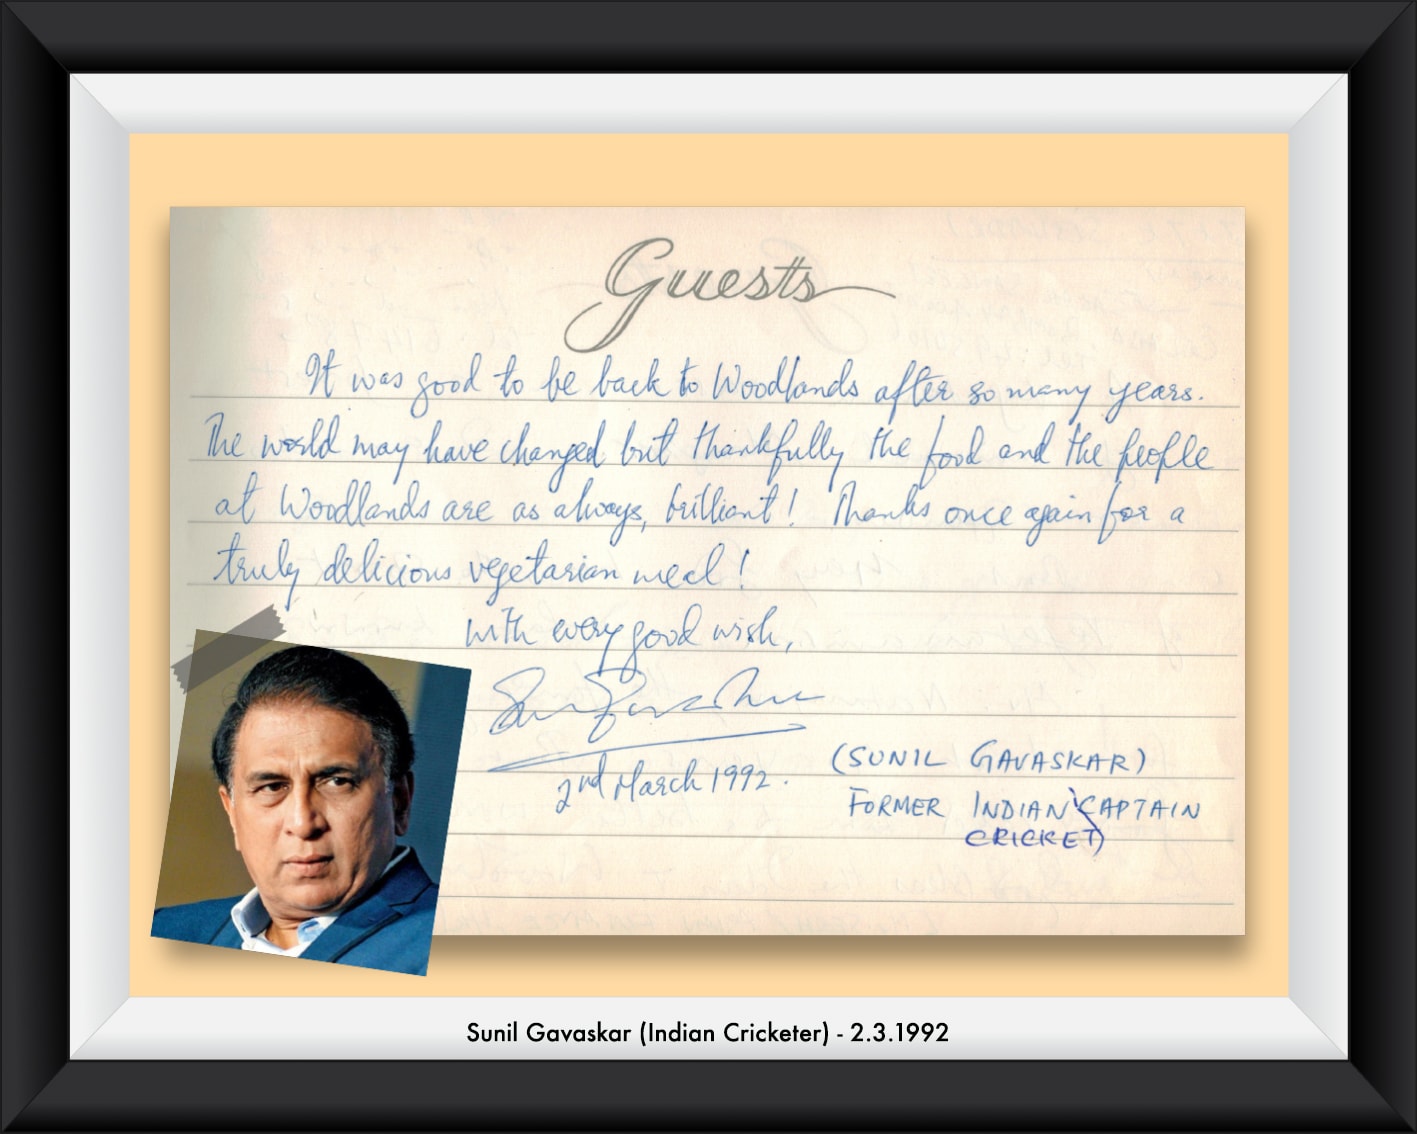 Guests
It was good to be back to Woodlands after so many years.
The world may have changed but thankfully the food and the people
at Woodlands are as always, brilliant! Thanks once again for a
truly delicious vegetarian meal!
With every good wish,
2nd March 1992.
(SUNIL GAVASKAR)
FORMER INDIAN CAPTAIN
CRICKET
Sunil Gavaskar (Indian Cricketer) - 2.3.1992